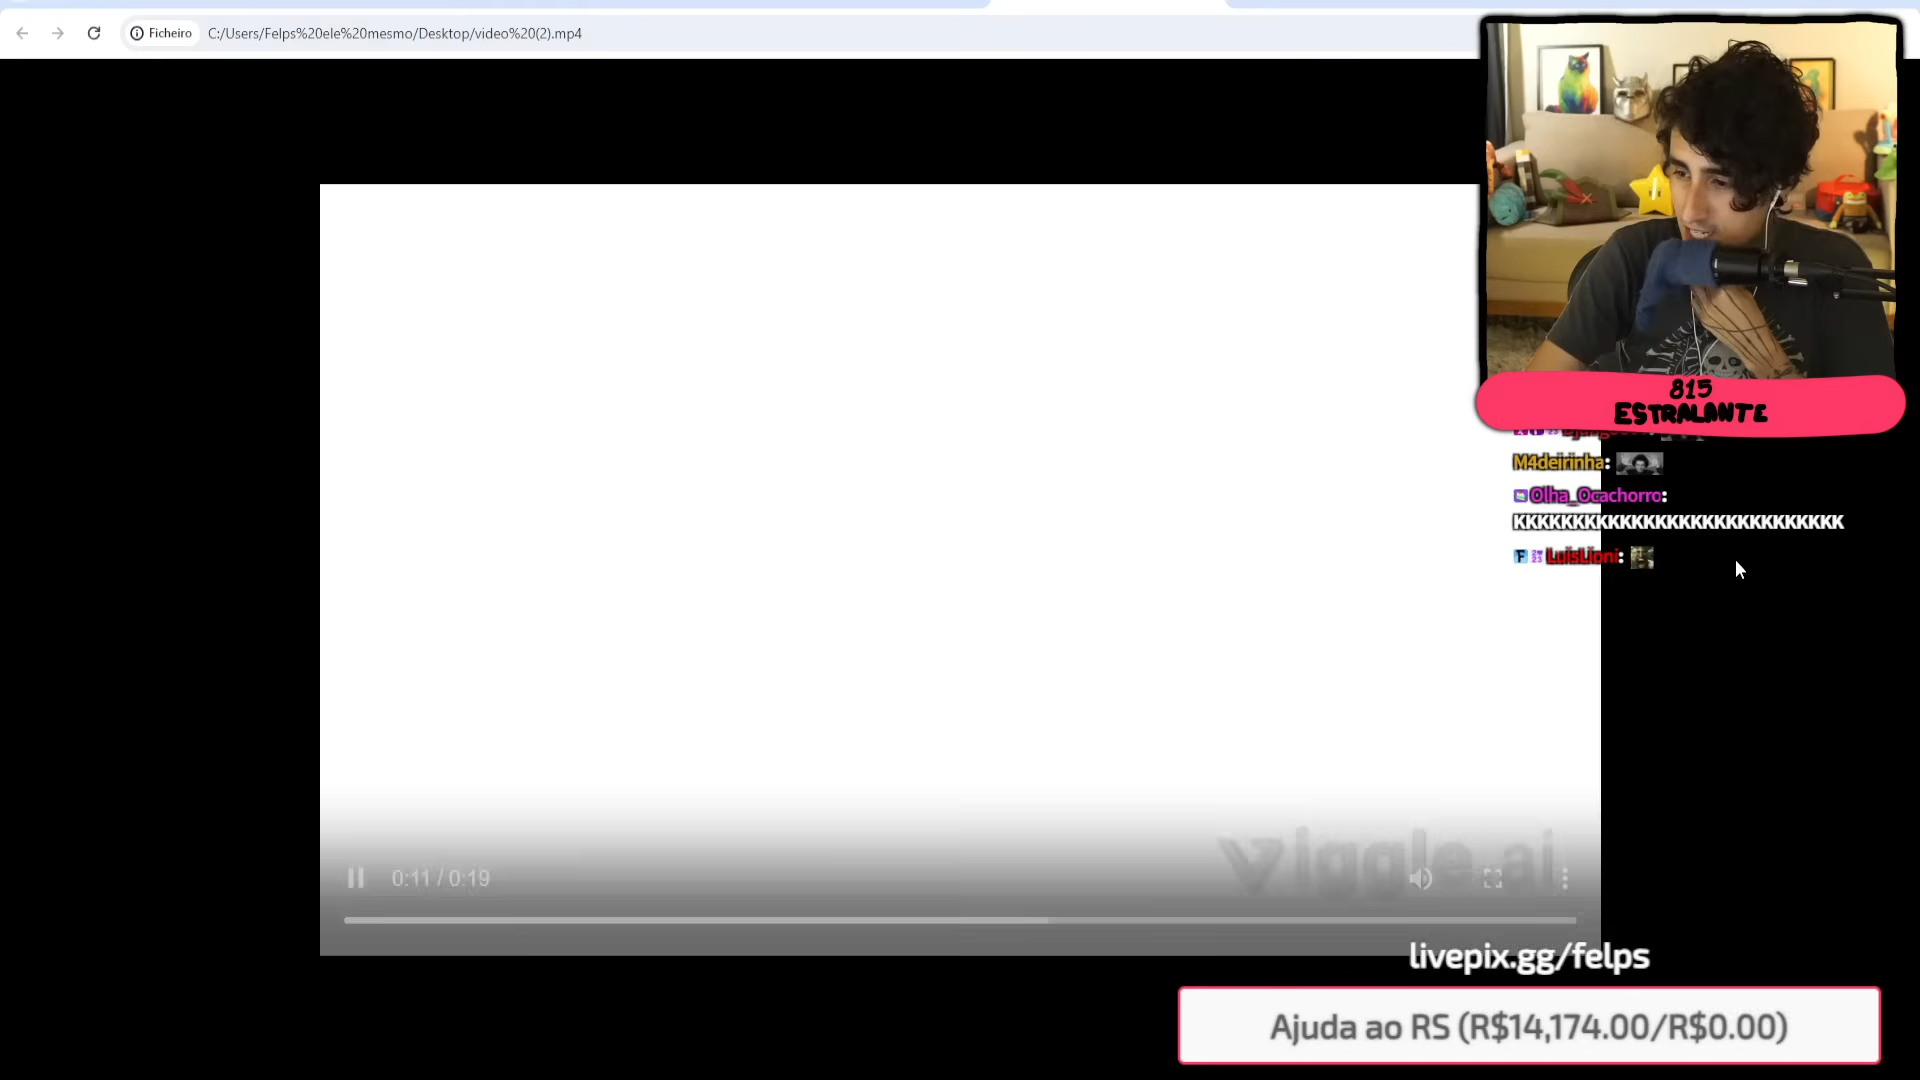 Ficheiro
C:/Users/Felps%20ele%20mesmo/Desktop/video%20(2).mp4
815
ESTRALANTE
M4deirinha:
Olha_Ocachorro:
KKKKKKKKKKKKKKKKKKKKKKKKKKKK
LuisLioni:
viggle.ai
0:11 / 0:19
livepix.gg/felps
Ajuda ao RS (R$14,174.00/R$0.00)